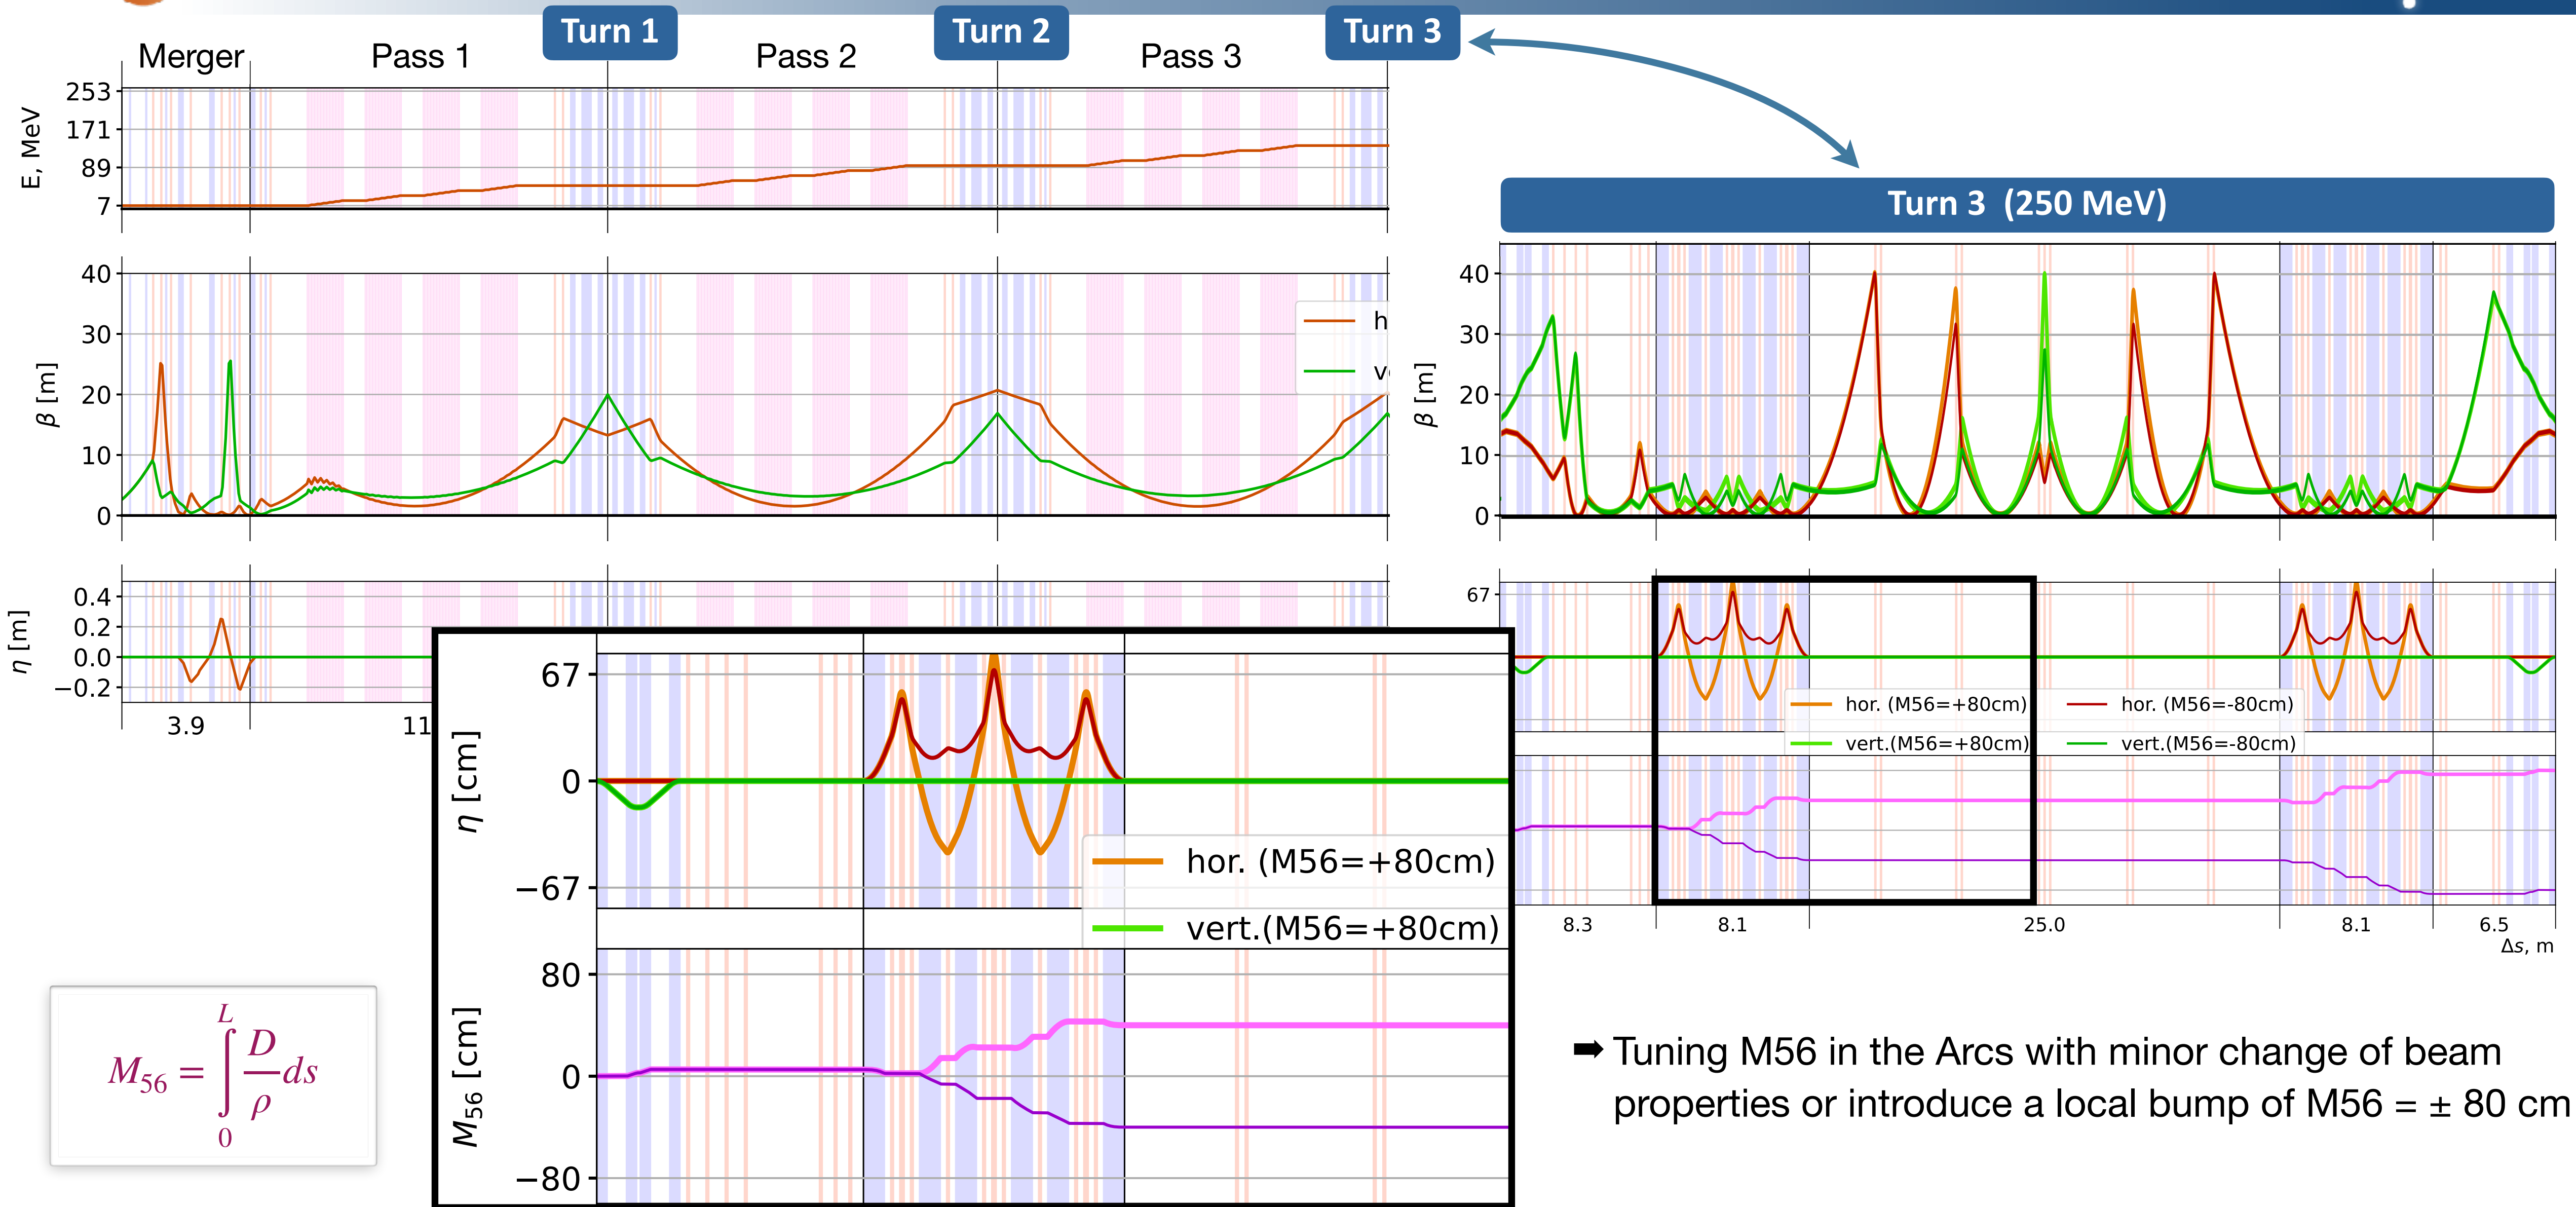 Turn 1
Turn 2
Turn 3
Merger
Pass 1
Pass 2
Pass 3
E, MeV
253
171
89
7
Turn 3 (250 MeV)
β [m]
40
30
20
10
0
h
v
β [m]
40
30
20
10
0
η [m]
0.4
0.2
0.0
−0.2
3.9
11
67
hor. (M56=+80cm)
hor. (M56=-80cm)
vert.(M56=+80cm)
vert.(M56=-80cm)
8.3
8.1
25.0
8.1
6.5
Δs, m
η [cm]
67
0
−67
hor. (M56=+80cm)
vert.(M56=+80cm)
M56 [cm]
80
0
−80
M56 = ∫ 0 L D/ρ ds
➡ Tuning M56 in the Arcs with minor change of beam
properties or introduce a local bump of M56 = ± 80 cm